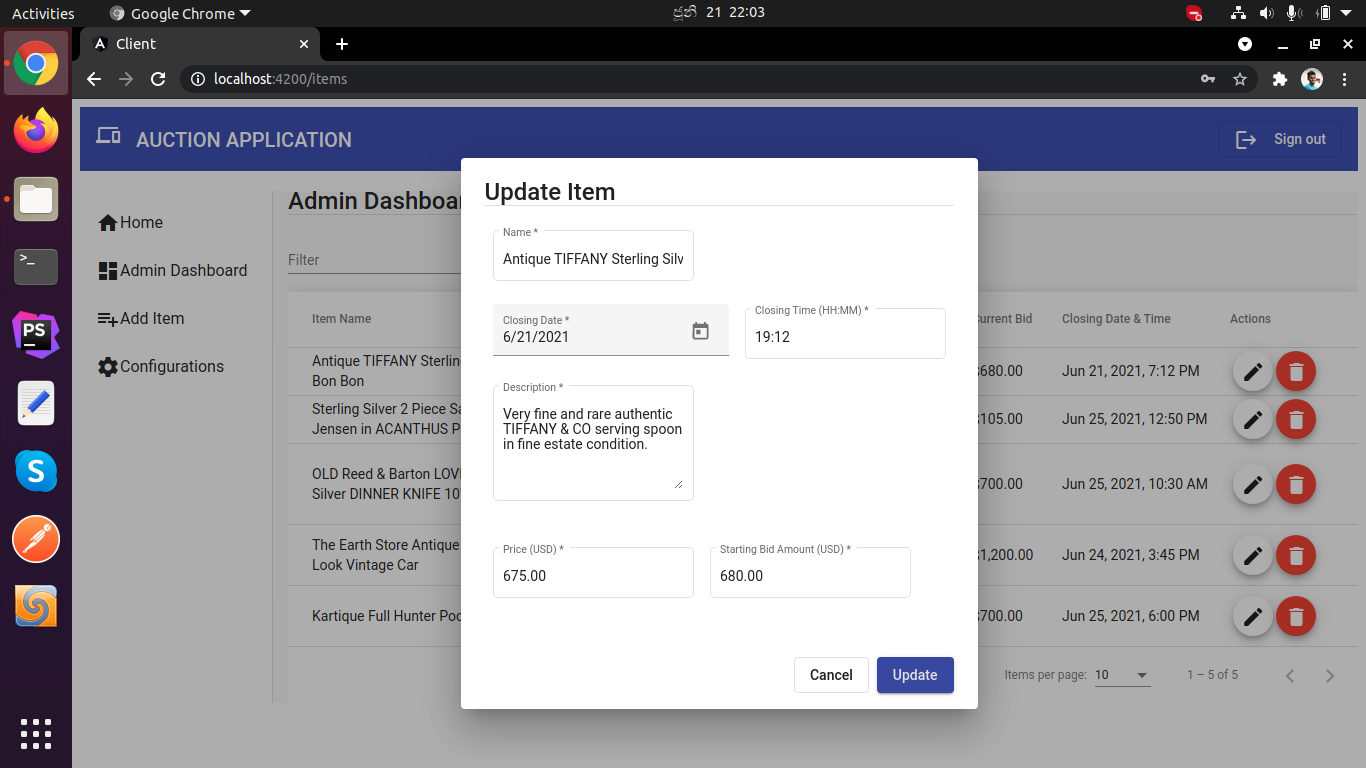 Activities
Google Chrome
ජූනි 21 22:03
Client
localhost:4200/items
AUCTION APPLICATION
Sign out
Home
Admin Dashboard
Add Item
Configurations
Admin Dashboar
Filter
Item Name
Current Bid
Closing Date & Time
Actions
Antique TIFFANY Sterlin
Bon Bon
$680.00
Jun 21, 2021, 7:12 PM
Sterling Silver 2 Piece Sa
Jensen in ACANTHUS P
$105.00
Jun 25, 2021, 12:50 PM
OLD Reed & Barton LOV
Silver DINNER KNIFE 10
$700.00
Jun 25, 2021, 10:30 AM
The Earth Store Antique
Look Vintage Car
$1,200.00
Jun 24, 2021, 3:45 PM
Kartique Full Hunter Poc
$700.00
Jun 25, 2021, 6:00 PM
Items per page:
10
1 – 5 of 5
Update Item
Name *
Antique TIFFANY Sterling Silv
Closing Date *
6/21/2021
Closing Time (HH:MM) *
19:12
Description *
Very fine and rare authentic
TIFFANY & CO serving spoon
in fine estate condition.
Price (USD) *
675.00
Starting Bid Amount (USD) *
680.00
Cancel
Update
>_
PS
S